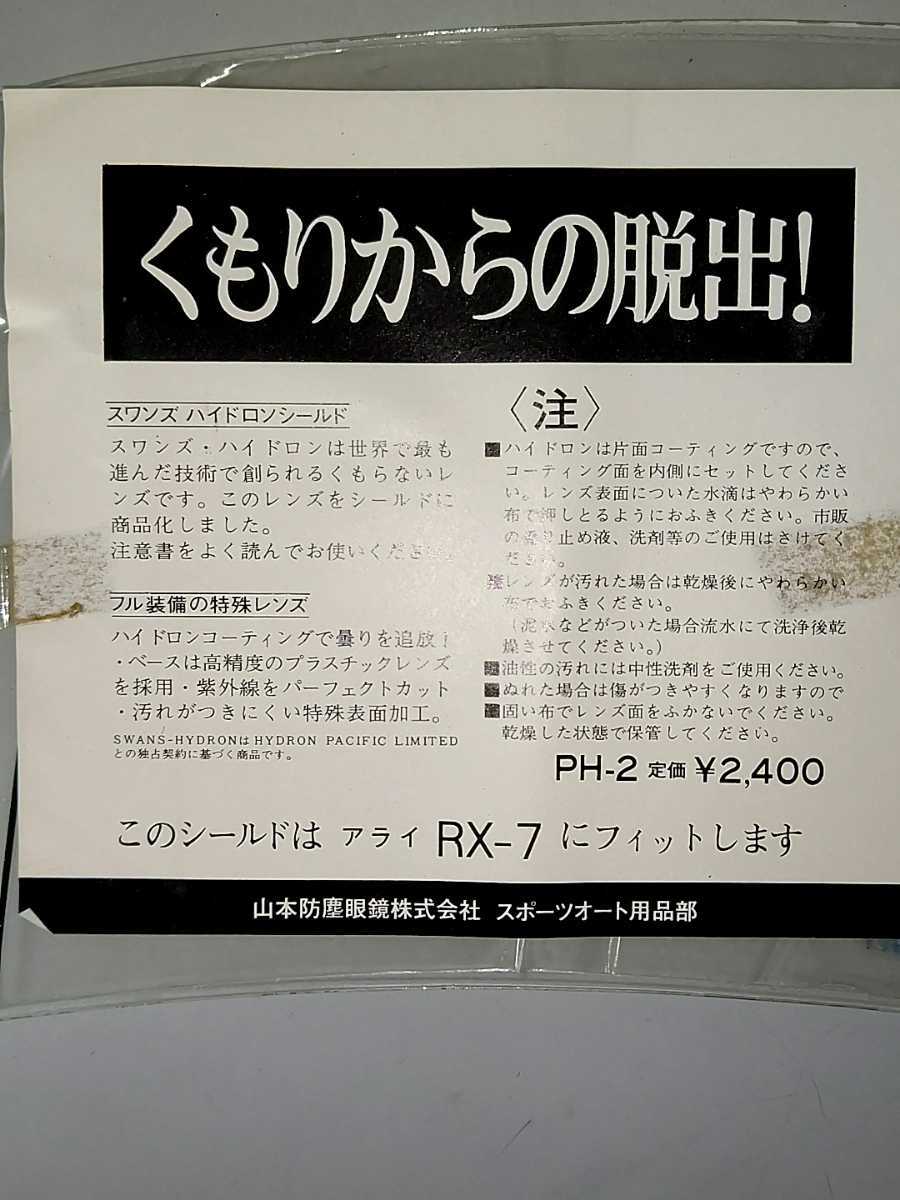 くもりからの脱出!
スワンズ ハイドロンシールド
スワンズ・ハイドロンは世界で最も
進んだ技術で創られるくもらないレ
ンズです。このレンズをシールドに
商品化しました。
注意書をよく読んでお使いください。
フル装備の特殊レンズ
ハイドロンコーティングで曇りを追放!
・ベースは高精度のプラスチックレンズ
を採用・紫外線をパーフェクトカット
・汚れがつきにくい特殊表面加工。
SWANS-HYDRONはHYDRON PACIFIC LIMITED
との独占契約に基づく商品です。
〈注〉
■ハイドロンは片面コーティングですので、
コーティング面を内側にセットしてくださ
い。レンズ表面についた水滴はやわらかい
布で押しとるようにおふきください。市販
の曇り止め液、洗剤等のご使用はさけてく
ださい。
レンズが汚れた場合は乾燥後にやわらかい
布でおふきください。
(泥水などがついた場合流水にて洗浄後乾
燥させてください。)
■油性の汚れには中性洗剤をご使用ください。
■ぬれた場合は傷がつきやすくなりますので
■固い布でレンズ面をふかないでください。
乾燥した状態で保管してください。
PH-2 定価 ¥2,400
このシールドは アライ RX-7 にフィットします
山本防塵眼鏡株式会社 スポーツオート用品部